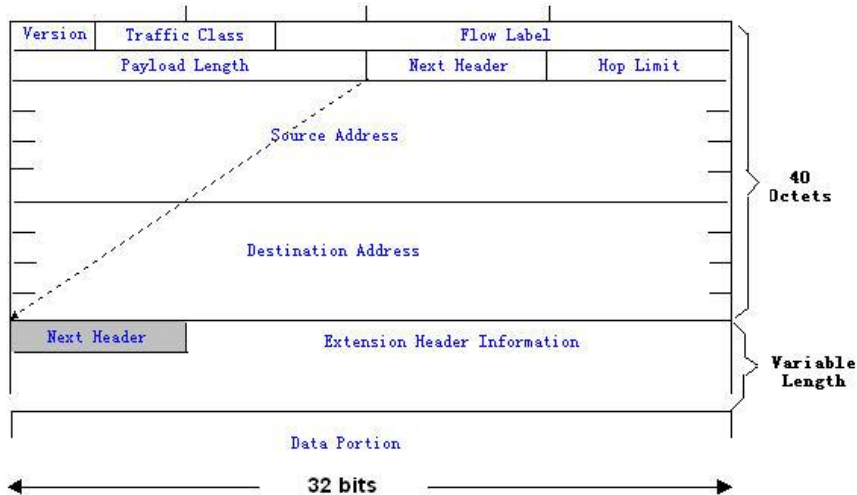 Version Traffic Class Flow Label
Payload Length Next Header Hop Limit
Source Address
40
Octets
Destination Address
Next Header Extension Header Information
Variable
Length
Data Portion
32 bits